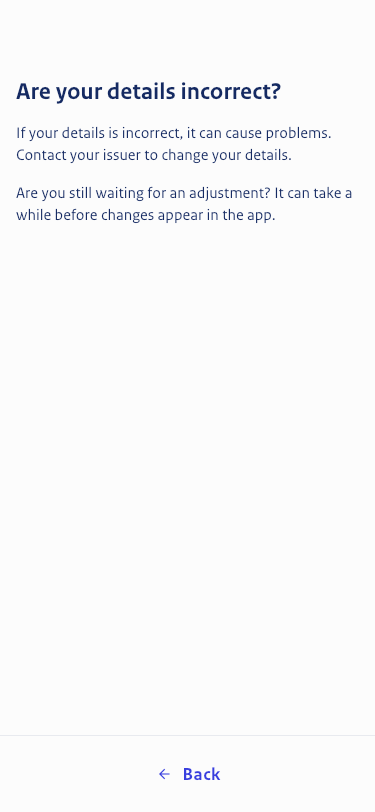 Are your details incorrect?
If your details is incorrect, it can cause problems.
Contact your issuer to change your details.
Are you still waiting for an adjustment? It can take a
while before changes appear in the app.
Back